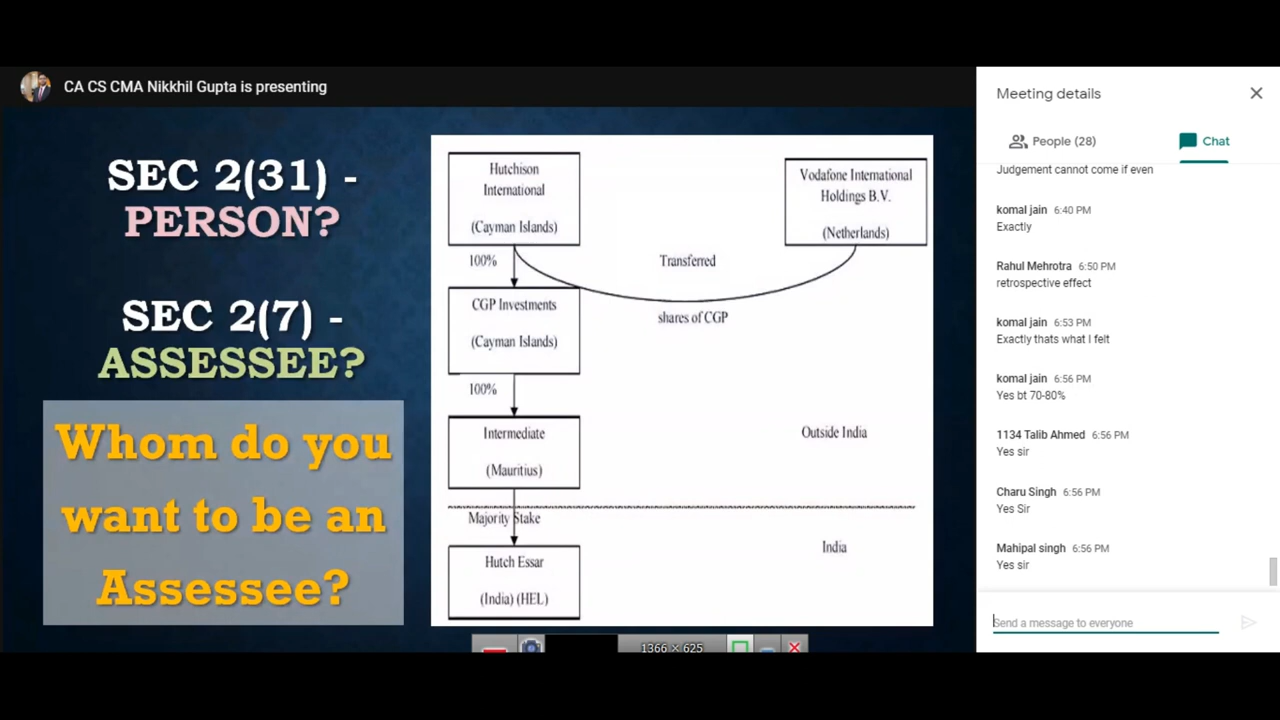 CA CS CMA Nikkhil Gupta is presenting
SEC 2(31) -
PERSON?
SEC 2(7) -
ASSESSEE?
Whom do you
want to be an
Assessee?
Hutchison
International
(Cayman Islands)
Vodafone International
Holdings B.V.
(Netherlands)
100%
Transferred
shares of CGP
CGP Investments
(Cayman Islands)
100%
Intermediate
(Mauritius)
Outside India
Majority Stake
India
Hutch Essar
(India) (HEL)
1366 × 625
Meeting details
People (28)
Chat
Judgement cannot come if even
komal jain 6:40 PM
Exactly
Rahul Mehrotra 6:50 PM
retrospective effect
komal jain 6:53 PM
Exactly thats what I felt
komal jain 6:56 PM
Yes bt 70-80%
1134 Talib Ahmed 6:56 PM
Yes sir
Charu Singh 6:56 PM
Yes Sir
Mahipal singh 6:56 PM
Yes sir
Send a message to everyone